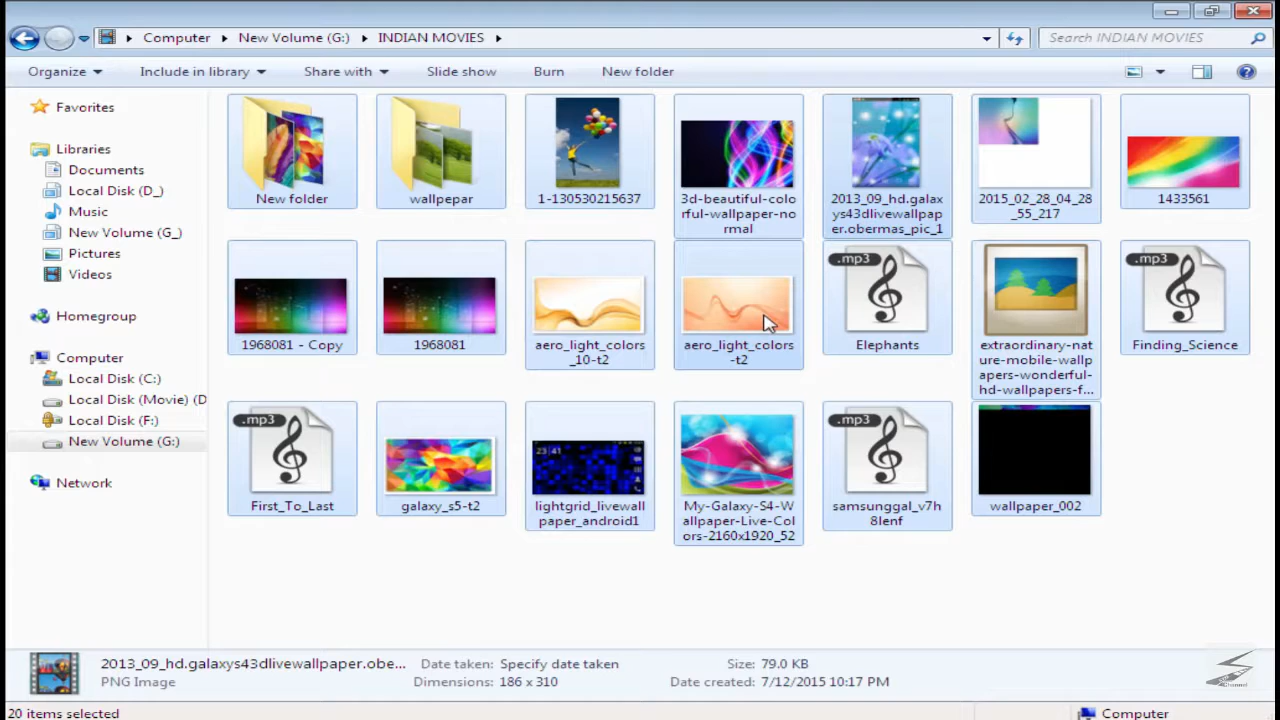 Computer New Volume (G:) INDIAN MOVIES Search INDIAN MOVIES
Organize Include in library Share with Slide show Burn New folder
Favorites
Libraries
Documents
Local Disk (D_)
Music
New Volume (G_)
Pictures
Videos
Homegroup
Computer
Local Disk (C:)
Local Disk (Movie) (D
Local Disk (F:)
New Volume (G:)
Network
New folder
wallpepar
1-130530215637
3d-beautiful-colo
rful-wallpaper-no
rmal
2013_09_hd.galax
ys43dlivewallpap
er.obermas_pic_1
2015_02_28_04_28
_55_217
1433561
1968081 - Copy
1968081
aero_light_colors
_10-t2
aero_light_colors
-t2
.mp3
Elephants
extraordinary-nat
ure-mobile-wallp
apers-wonderful-
hd-wallpapers-f...
.mp3
Finding_Science
.mp3
First_To_Last
galaxy_s5-t2
23 41
lightgrid_livewall
paper_android1
My-Galaxy-S4-W
allpaper-Live-Col
ors-2160x1920_52
.mp3
samsunggal_v7h
8lenf
wallpaper_002
2013_09_hd.galaxys43dlivewallpaper.obe... Date taken: Specify date taken Size: 79.0 KB
PNG Image Dimensions: 186 x 310 Date created: 7/12/2015 10:17 PM
20 items selected Computer